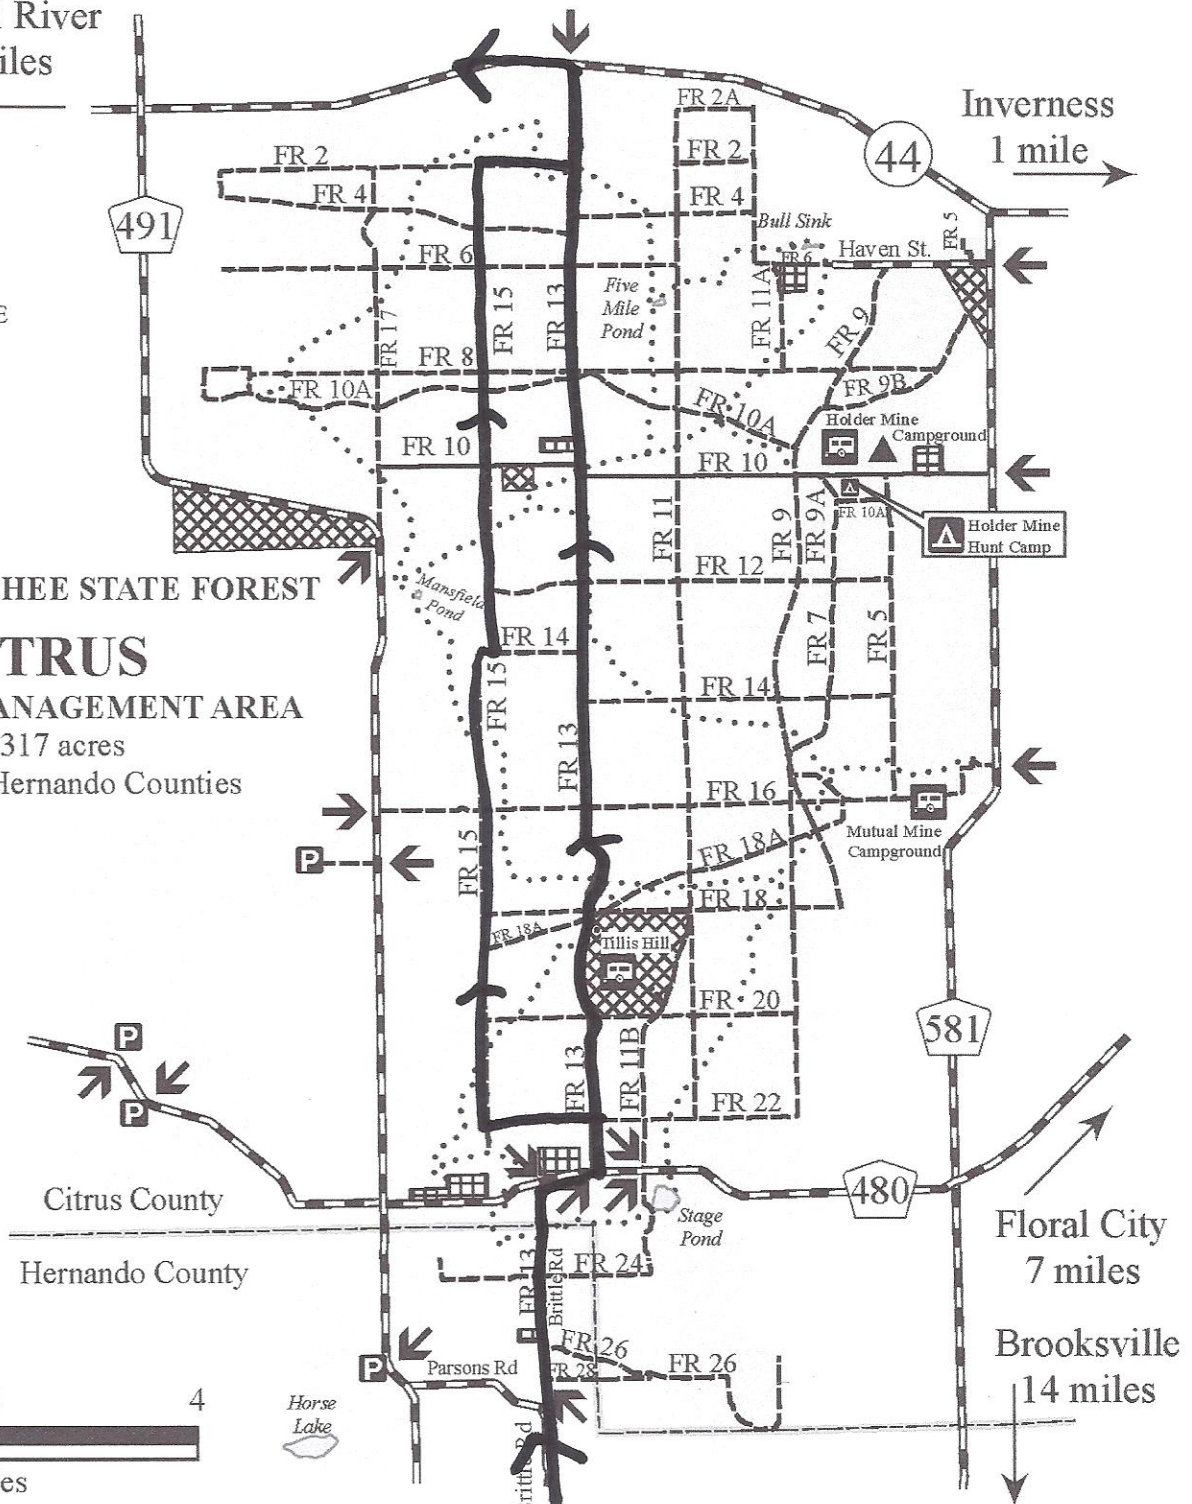 l River
iles
Inverness
1 mile
44
491
FR 2A
FR 2
FR 2
FR 4
FR 4
Bull Sink
FR 5
Haven St.
FR 6
FR 6
Five
Mile
Pond
FR 15
FR 13
FR 11A
FR 17
FR 9
E
FR 8
FR 10A
FR 9B
FR 10A
Holder Mine
Campground
FR 10
FR 10
FR 10A
Holder Mine
Hunt Camp
FR 11
FR 9
FR 9A
FR 12
HEE STATE FOREST
Mansfield
Pond
FR 14
FR 7
FR 5
TRUS
ANAGEMENT AREA
317 acres
Hernando Counties
FR 15
FR 14
FR 13
FR 16
Mutual Mine
Campground
P
FR 15
FR 18A
FR 18
FR 18A
Tillis Hill
FR 20
581
P
P
FR 13
FR 11B
FR 22
480
Citrus County
Stage
Pond
Floral City
7 miles
Hernando County
FR 13
Brittle Rd
FR 24
FR 26
FR 28
FR 26
Brooksville
14 miles
P
Parsons Rd
Horse
Lake
4
es
Brittle Rd